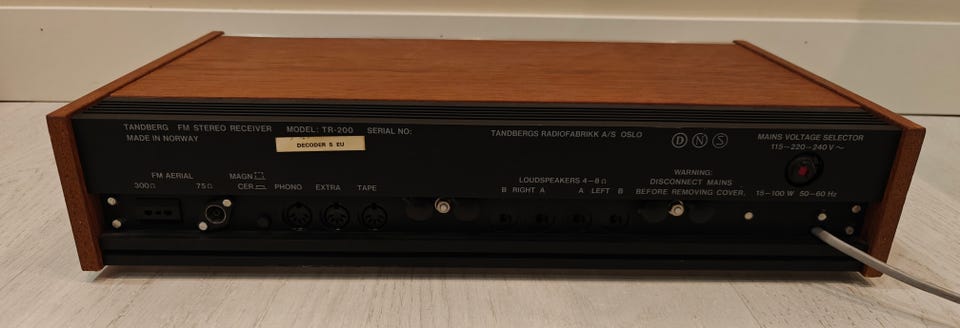 TANDBERG FM STEREO RECEIVER MODEL: TR-200 SERIAL NO: TANDBERGS RADIOFABRIKK A/S OSLO D N S MAINS VOLTAGE SELECTOR
MADE IN NORWAY
DECODER S EU
115-220-240 V ~
FM AERIAL
300Ω 75Ω
MAGN
CER
PHONO EXTRA TAPE
LOUDSPEAKERS 4-8 Ω
B RIGHT A A LEFT B
WARNING:
DISCONNECT MAINS
BEFORE REMOVING COVER.
15-100 W 50-60 Hz